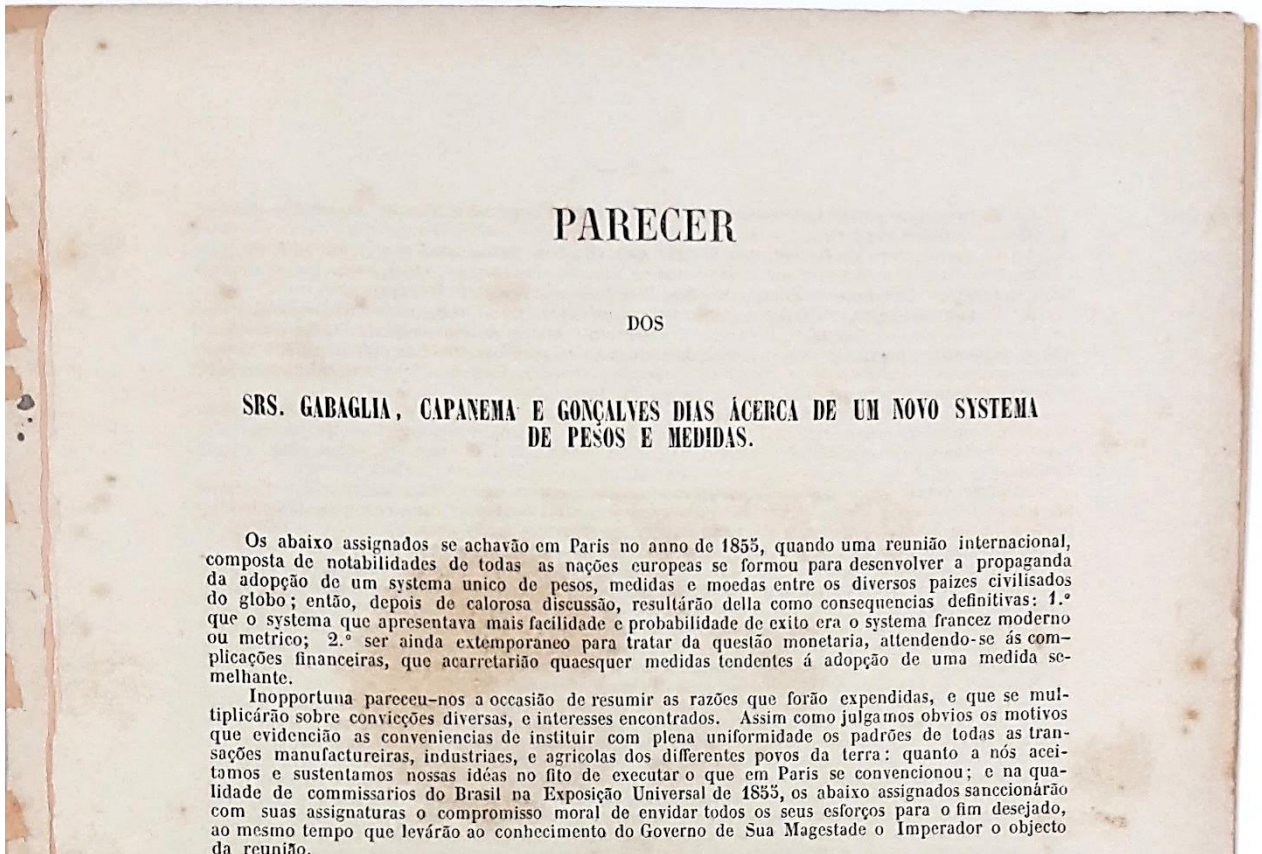 PARECER
DOS
SRS. GABAGLIA, CAPANEMA E GONÇALVES DIAS ÁCERCA DE UM NOVO SYSTEMA
DE PESOS E MEDIDAS.
Os abaixo assignados se achavão em Paris no anno de 1855, quando uma reunião internacional,
composta de notabilidades de todas as nações europeas se formou para desenvolver a propaganda
da adopção de um systema unico de pesos, medidas e moedas entre os diversos paizes civilisados
do globo; então, depois de calorosa discussão, resultárão della como consequencias definitivas: 1.º
que o systema que apresentava mais facilidade e probabilidade de exito era o systema francez moderno
ou metrico; 2.º ser ainda extemporaneo para tratar da questão monetaria, attendendo-se ás com-
plicações financeiras, que acarretarião quaesquer medidas tendentes á adopção de uma medida se-
melhante.
Inopportuna pareceu-nos a occasião de resumir as razões que forão expendidas, e que se mul-
tiplicárão sobre convicções diversas, e interesses encontrados. Assim como julgamos obvios os motivos
que evidencião as conveniencias de instituir com plena uniformidade os padrões de todas as tran-
sações manufactureiras, industriaes, e agricolas dos differentes povos da terra: quanto a nós acei-
tamos e sustentamos nossas idéas no fito de executar o que em Paris se convencionou; e na qua-
lidade de commissarios do Brasil na Exposição Universal de 1855, os abaixo assignados sanccionárão
com suas assignaturas o compromisso moral de envidar todos os seus esforços para o fim desejado,
ao mesmo tempo que levárão ao conhecimento do Governo de Sua Magestade o Imperador o objecto
da reunião.